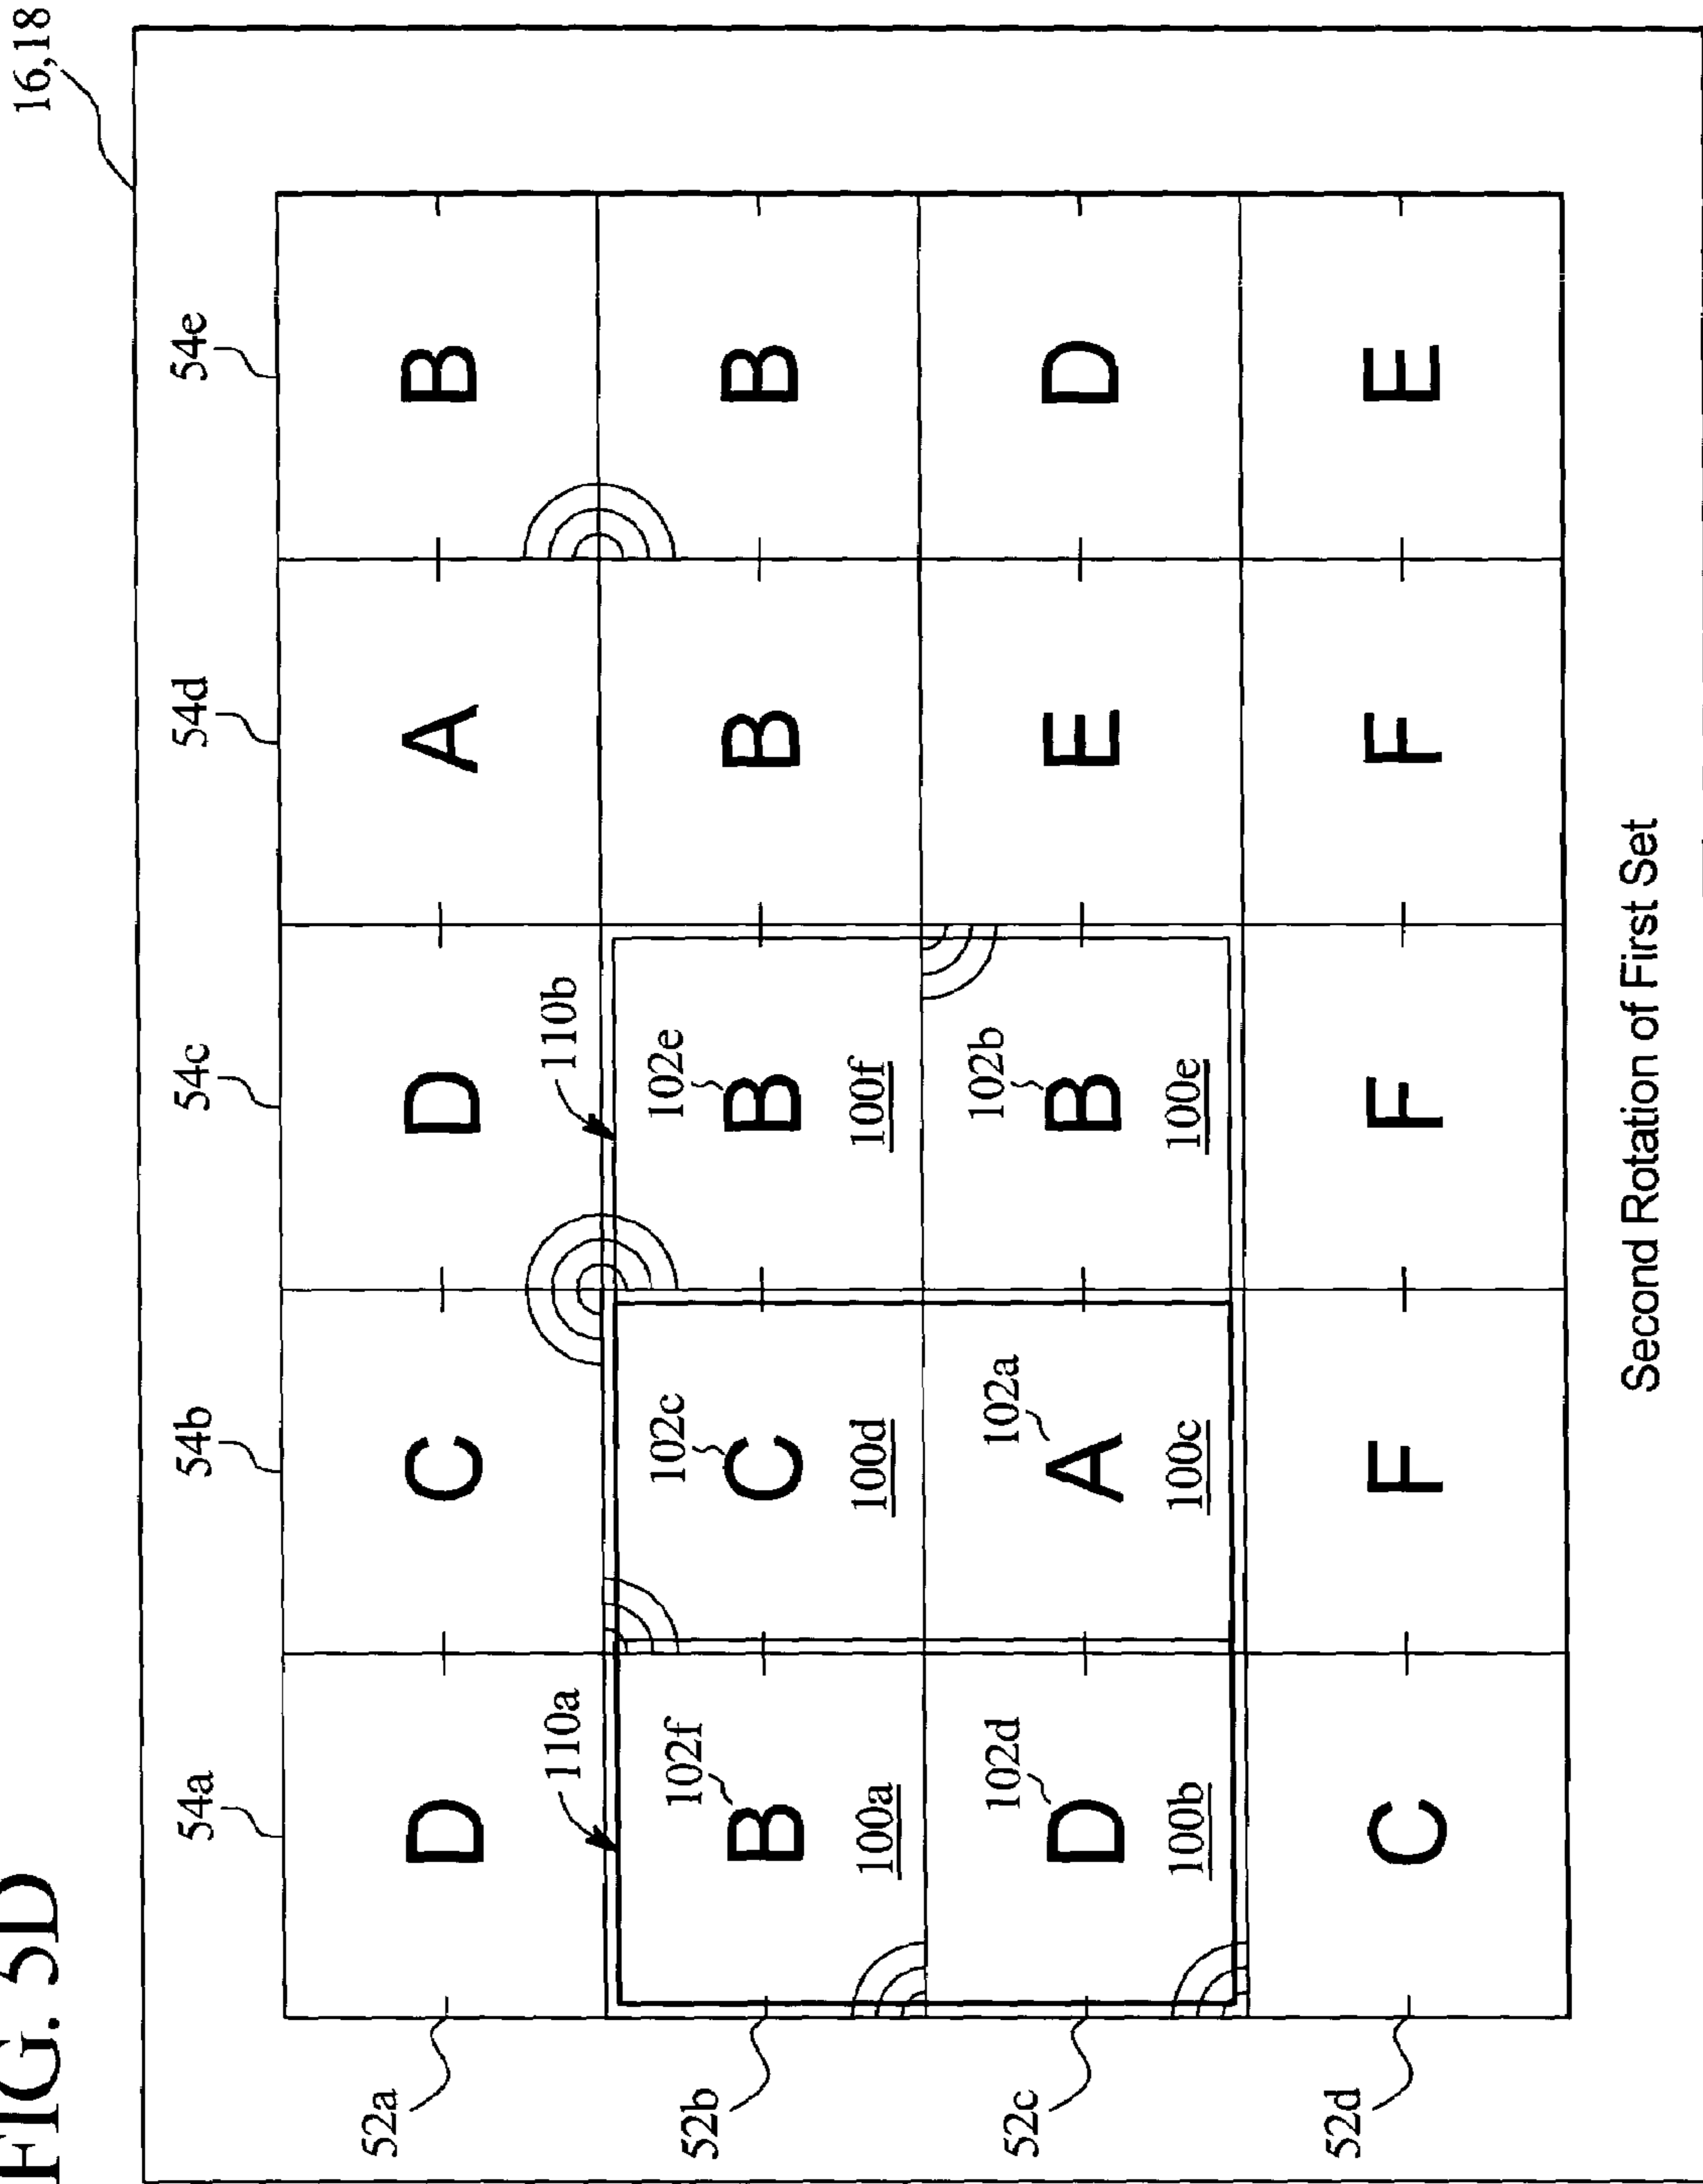 FIG. 5D
16,18
54a 54b 54c 54d 54e
52a
D C D A B
110a 110b
102f 102c 102e
52b
B C B B B
100a 100d 100f
102d 102a 102b
52c
D A B E D
100b 100c 100e
52d
C F F F E
Second Rotation of First Set